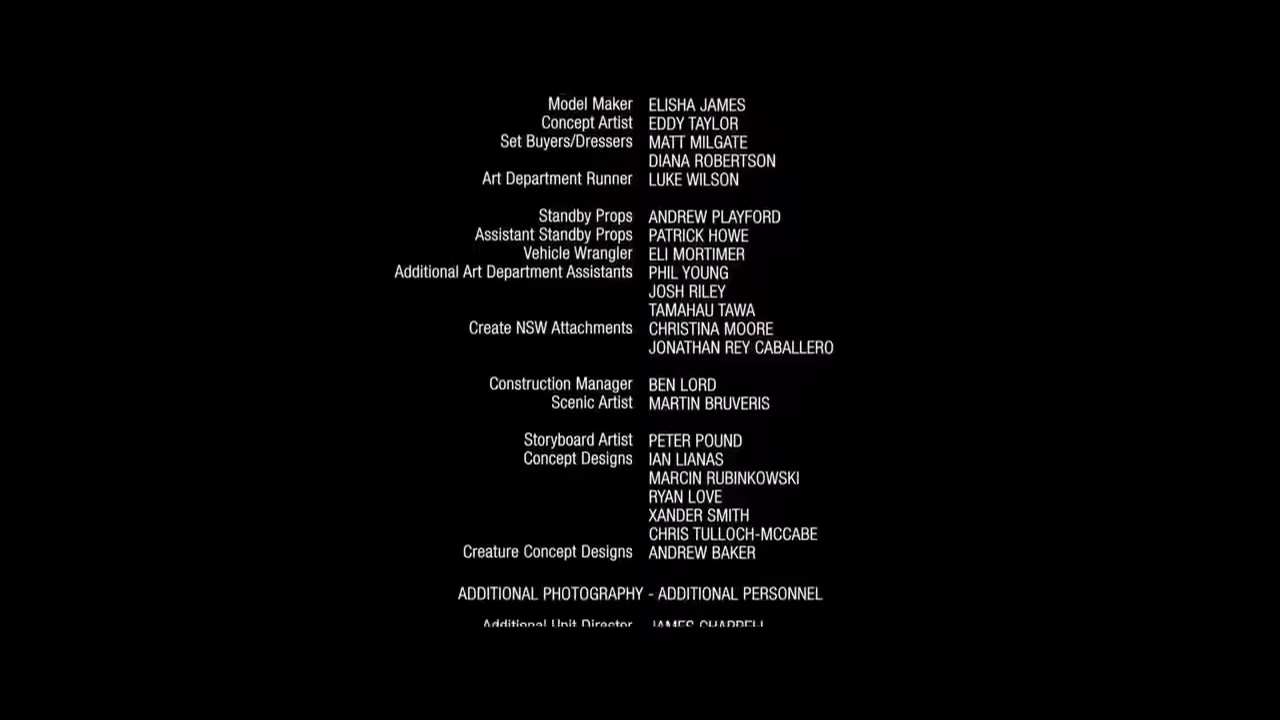 Model Maker ELISHA JAMES
Concept Artist EDDY TAYLOR
Set Buyers/Dressers MATT MILGATE
DIANA ROBERTSON
Art Department Runner LUKE WILSON
Standby Props ANDREW PLAYFORD
Assistant Standby Props PATRICK HOWE
Vehicle Wrangler ELI MORTIMER
Additional Art Department Assistants PHIL YOUNG
JOSH RILEY
TAMAHAU TAWA
Create NSW Attachments CHRISTINA MOORE
JONATHAN REY CABALLERO
Construction Manager BEN LORD
Scenic Artist MARTIN BRUVERIS
Storyboard Artist PETER POUND
Concept Designs IAN LIANAS
MARCIN RUBINKOWSKI
RYAN LOVE
XANDER SMITH
CHRIS TULLOCH-MCCABE
Creature Concept Designs ANDREW BAKER
ADDITIONAL PHOTOGRAPHY - ADDITIONAL PERSONNEL
Additional Unit Director JAMES